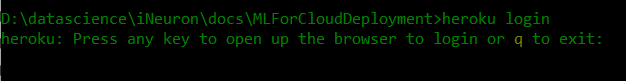 D:\datascience\iNeuron\docs\MLForCloudDeployment>heroku login
heroku: Press any key to open up the browser to login or q to exit: